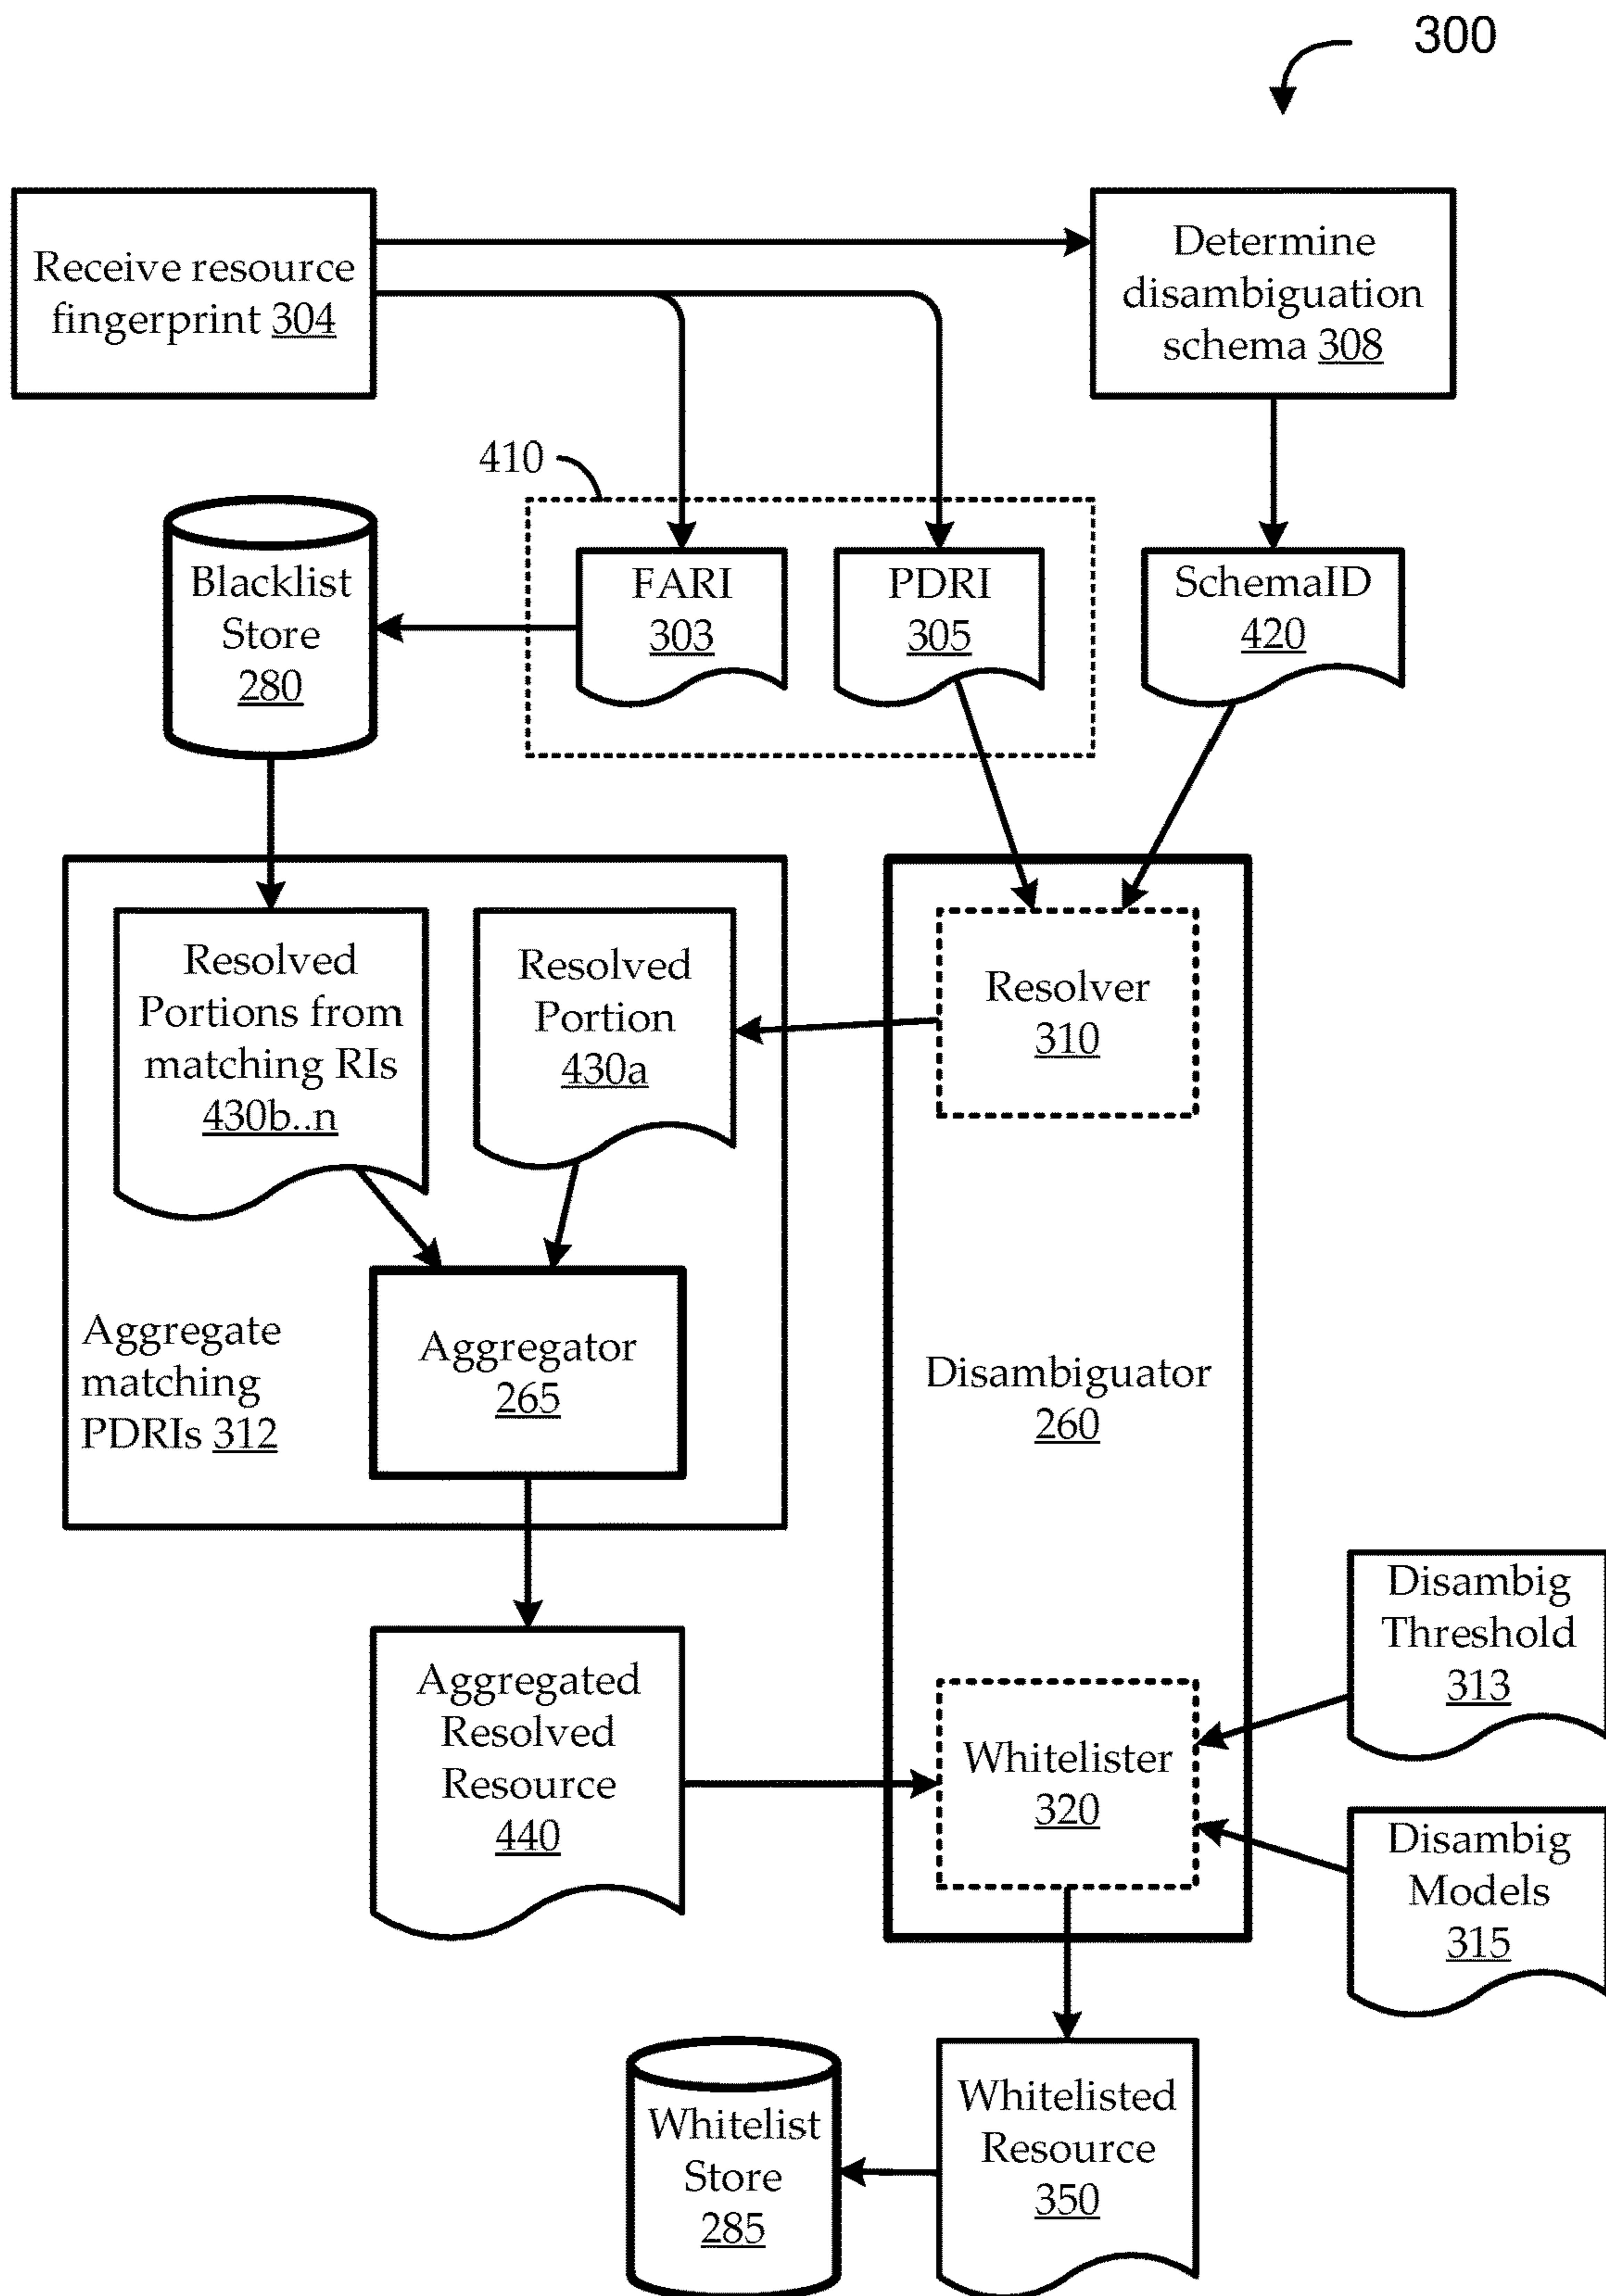 300
Receive resource
fingerprint 304
Determine
disambiguation
schema 308
410
Blacklist
Store
280
FARI
303
PDRI
305
SchemaID
420
Resolved
Portions from
matching RIs
430b..n
Resolved
Portion
430a
Resolver
310
Aggregate
matching
PDRIs 312
Aggregator
265
Disambiguator
260
Aggregated
Resolved
Resource
440
Whitelister
320
Disambig
Threshold
313
Disambig
Models
315
Whitelist
Store
285
Whitelisted
Resource
350